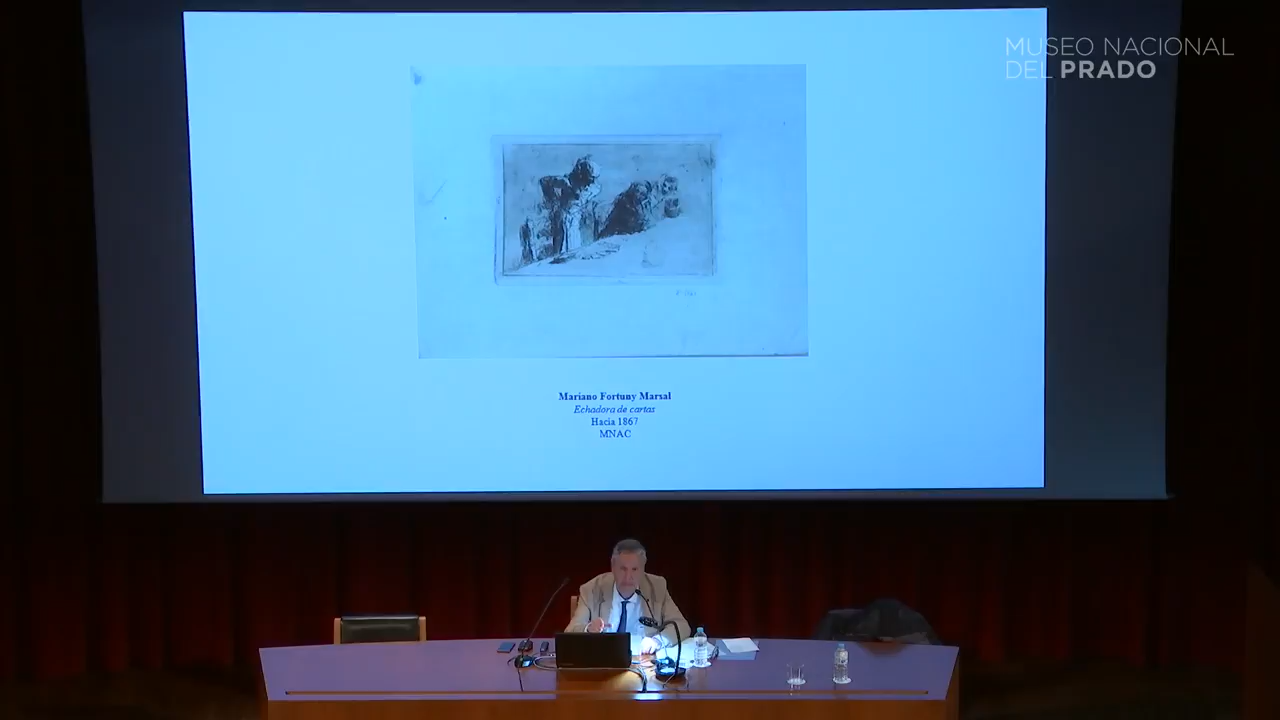 MUSEO NACIONAL
DEL PRADO
Mariano Fortuny Marsal
Echadora de cartas
Hacia 1867
MNAC